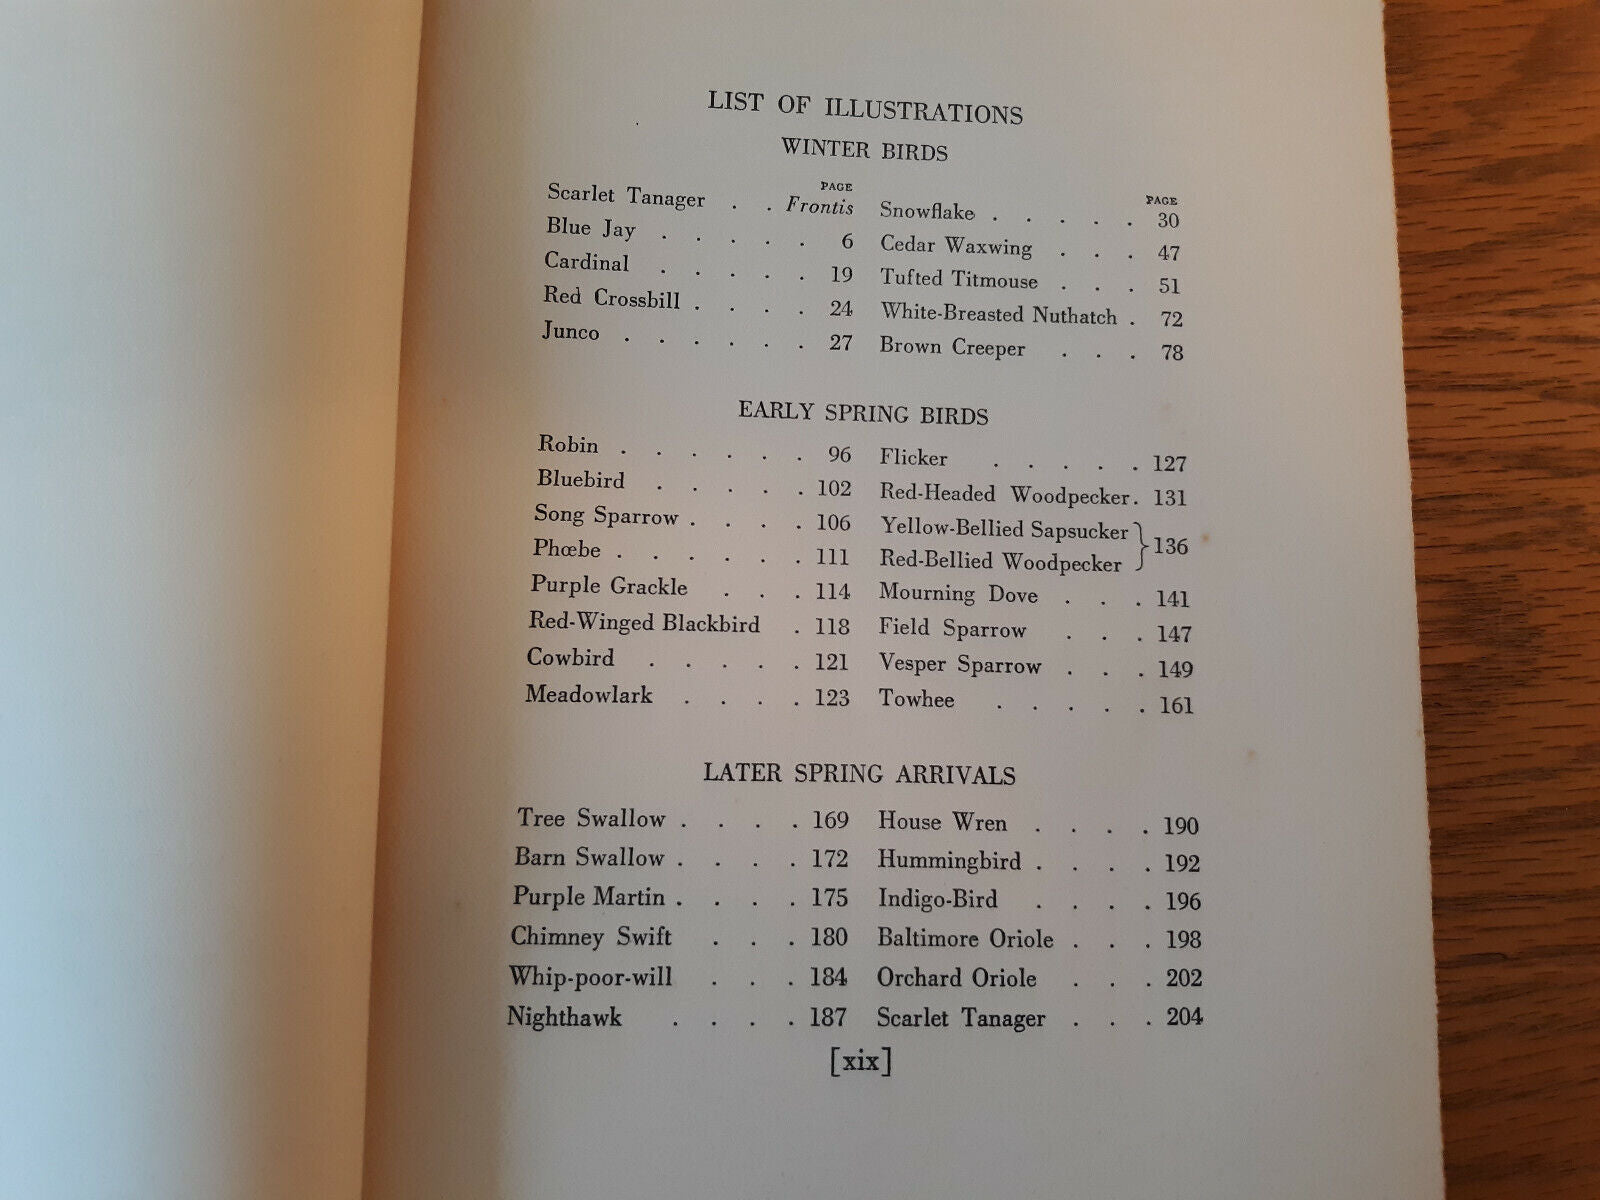 LIST OF ILLUSTRATIONS
WINTER BIRDS
PAGE
Scarlet Tanager . . Frontis
Blue Jay . . . . . 6
Cardinal . . . . . 19
Red Crossbill . . . . 24
Junco . . . . . . 27
PAGE
Snowflake . . . . . 30
Cedar Waxwing . . . 47
Tufted Titmouse . . . 51
White-Breasted Nuthatch . 72
Brown Creeper . . . 78
EARLY SPRING BIRDS
Robin . . . . . . 96
Bluebird . . . . . 102
Song Sparrow . . . . 106
Phœbe . . . . . . 111
Purple Grackle . . . 114
Red-Winged Blackbird . 118
Cowbird . . . . . 121
Meadowlark . . . . 123
Flicker . . . . . 127
Red-Headed Woodpecker . 131
Yellow-Bellied Sapsucker
Red-Bellied Woodpecker } 136
Mourning Dove . . . 141
Field Sparrow . . . 147
Vesper Sparrow . . . 149
Towhee . . . . . 161
LATER SPRING ARRIVALS
Tree Swallow . . . . 169
Barn Swallow . . . . 172
Purple Martin . . . . 175
Chimney Swift . . . 180
Whip-poor-will . . . 184
Nighthawk . . . . 187
House Wren . . . . 190
Hummingbird . . . . 192
Indigo-Bird . . . . 196
Baltimore Oriole . . . 198
Orchard Oriole . . . 202
Scarlet Tanager . . . 204
[xix]